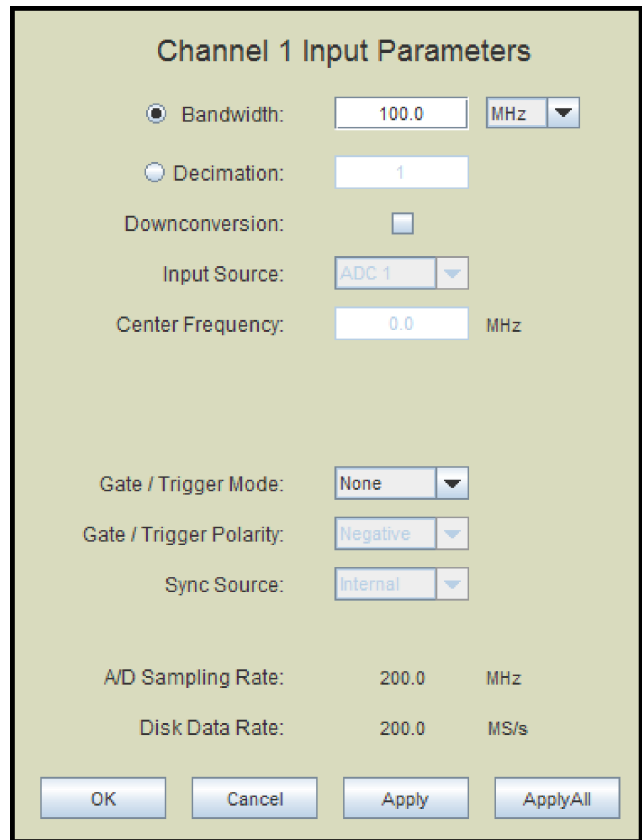 Channel 1 Input Parameters
Bandwidth: 100.0 MHz
Decimation: 1
Downconversion:
Input Source: ADC 1
Center Frequency: 0.0 MHz
Gate / Trigger Mode: None
Gate / Trigger Polarity: Negative
Sync Source: Internal
A/D Sampling Rate: 200.0 MHz
Disk Data Rate: 200.0 MS/s
OK Cancel Apply ApplyAll